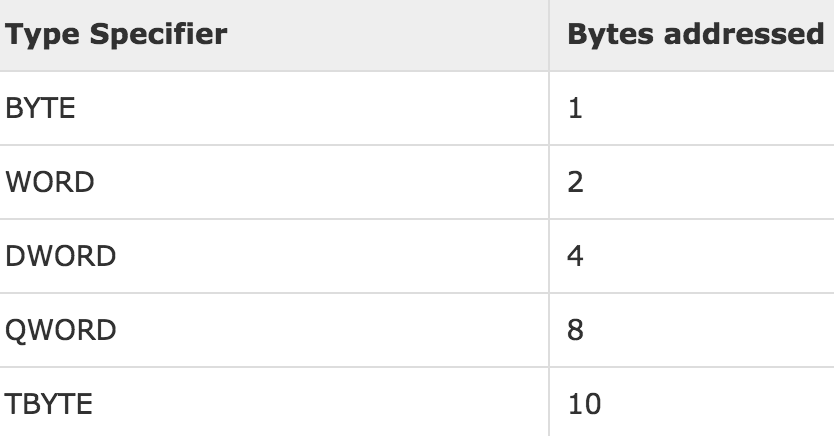 Type Specifier Bytes addressed
BYTE 1
WORD 2
DWORD 4
QWORD 8
TBYTE 10